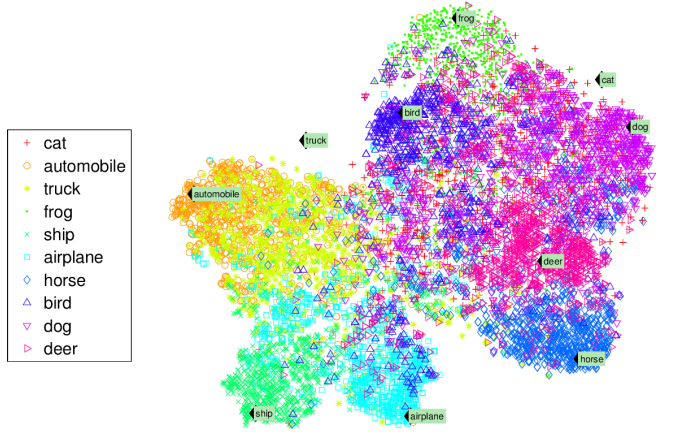 frog
cat
bird
dog
truck
cat
automobile
truck
frog
ship
airplane
horse
bird
dog
deer
automobile
deer
horse
ship
airplane